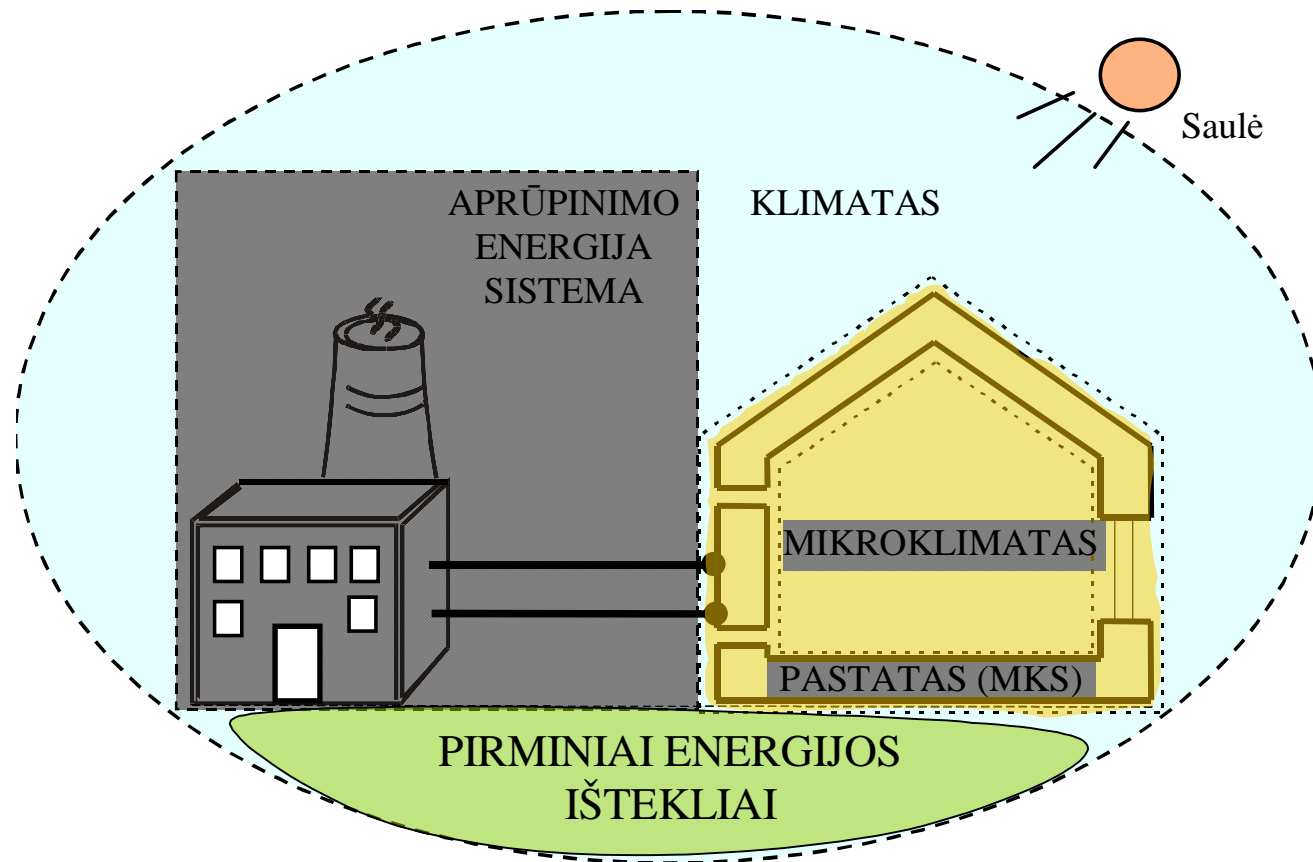 Saulė
APRŪPINIMO
ENERGIJA
SISTEMA
KLIMATAS
MIKROKLIMATAS
PASTATAS (MKS)
PIRMINIAI ENERGIJOS
IŠTEKLIAI